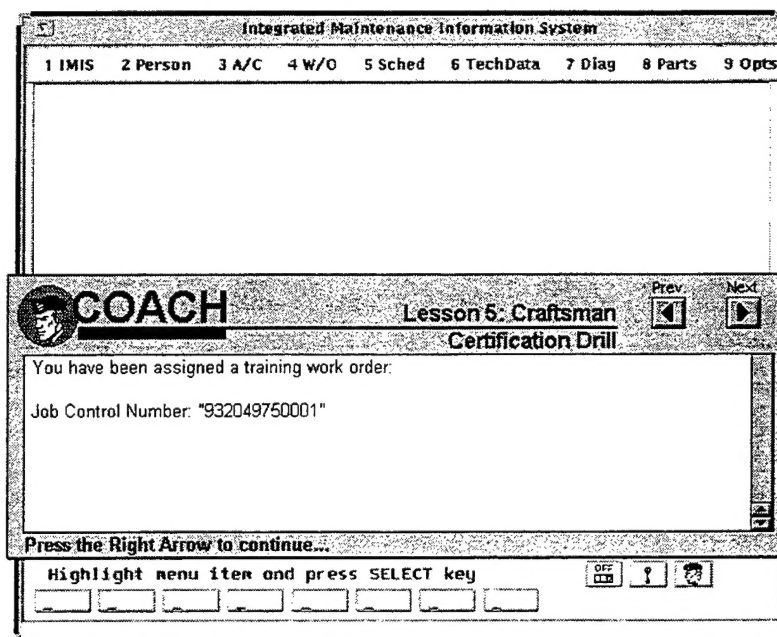 Integrated Maintenance Information System
1 IMIS 2 Person 3 A/C 4 W/O 5 Sched 6 TechData 7 Diag 8 Parts 9 Opts
COACH
Prev Next
Lesson 5: Craftsman
Certification Drill
You have been assigned a training work order:
Job Control Number: "932049750001"
Press the Right Arrow to continue...
Highlight menu item and press SELECT key
OFF